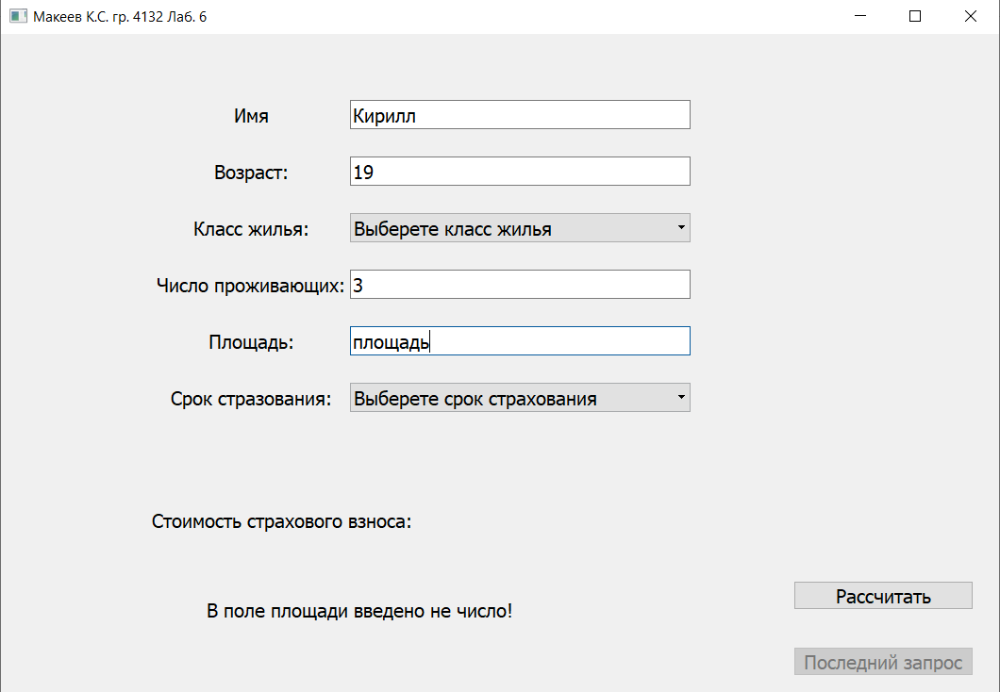 Макеев К.С. гр. 4132 Лаб. 6
Имя
Кирилл
Возраст:
19
Класс жилья:
Выберете класс жилья
Число проживающих:
3
Площадь:
площадь
Срок стразования:
Выберете срок страхования
Стоимость страхового взноса:
В поле площади введено не число!
Рассчитать
Последний запрос